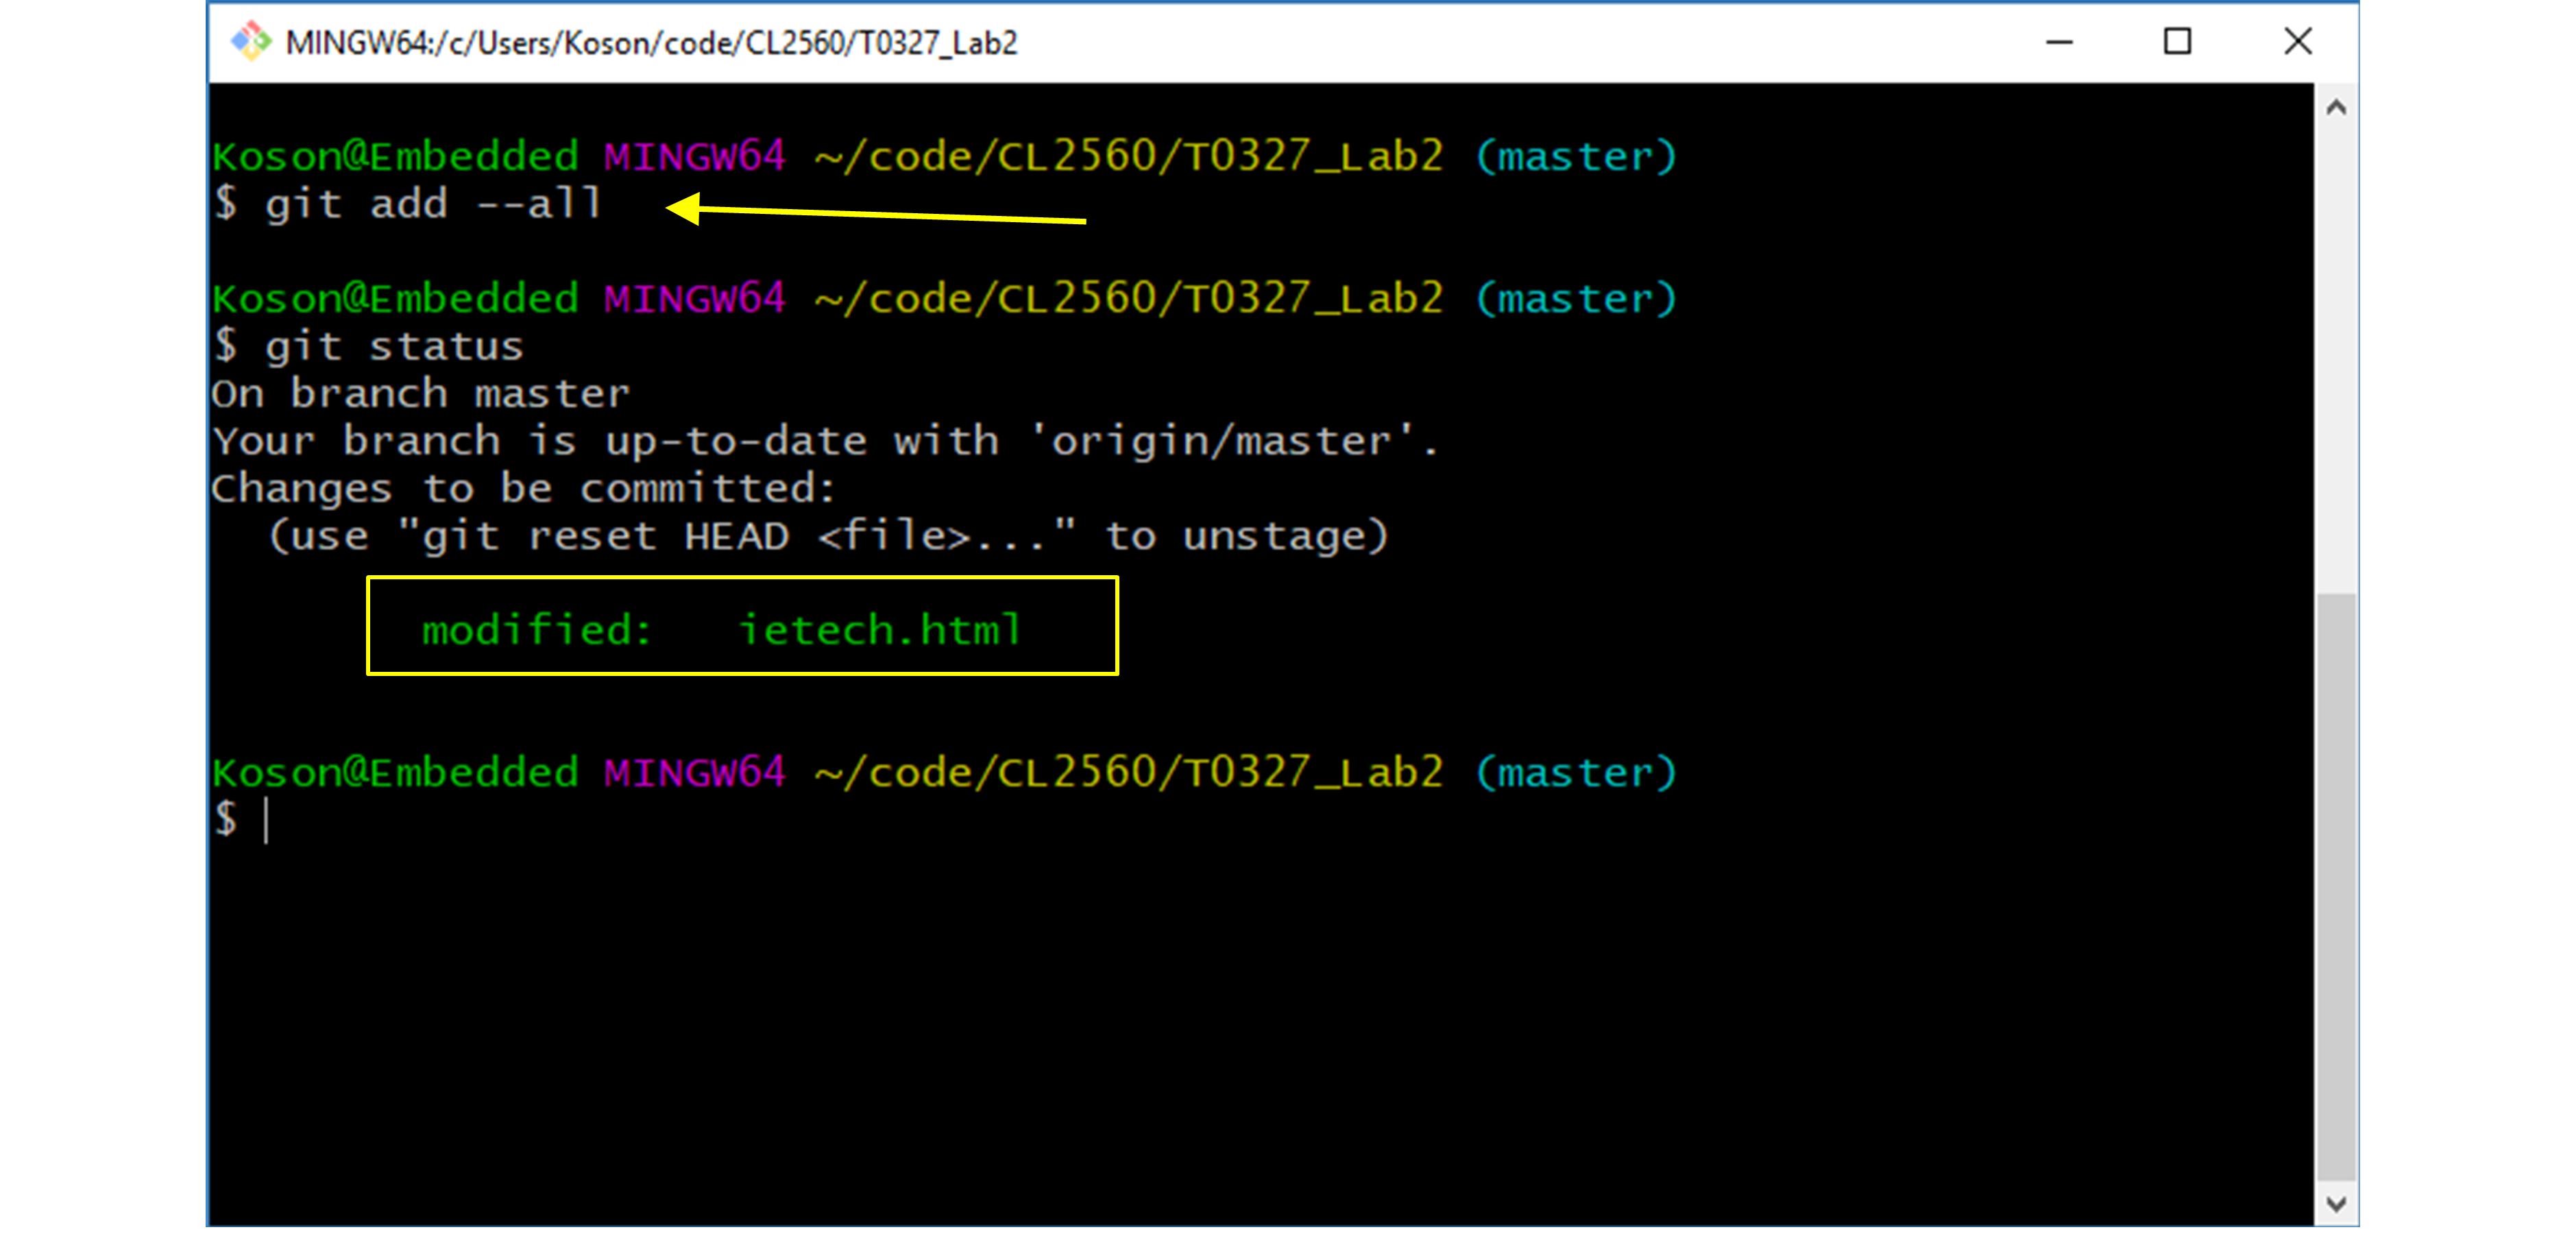 MINGW64:/c/Users/Koson/code/CL2560/T0327_Lab2
Koson@Embedded MINGW64 ~/code/CL2560/T0327_Lab2 (master)
$ git add --all
Koson@Embedded MINGW64 ~/code/CL2560/T0327_Lab2 (master)
$ git status
On branch master
Your branch is up-to-date with 'origin/master'.
Changes to be committed:
  (use "git reset HEAD <file>..." to unstage)
        modified:   ietech.html
Koson@Embedded MINGW64 ~/code/CL2560/T0327_Lab2 (master)
$